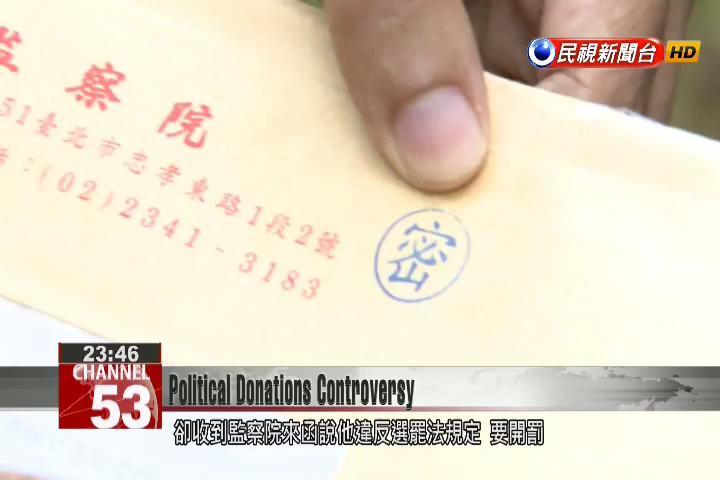 民視新聞台 HD
監察院
51臺北市忠孝東路1段2號
:(02)2341-3183
密
23:46
CHANNEL
53
Political Donations Controversy
卻收到監察院來函說他違反選罷法規定 要開罰